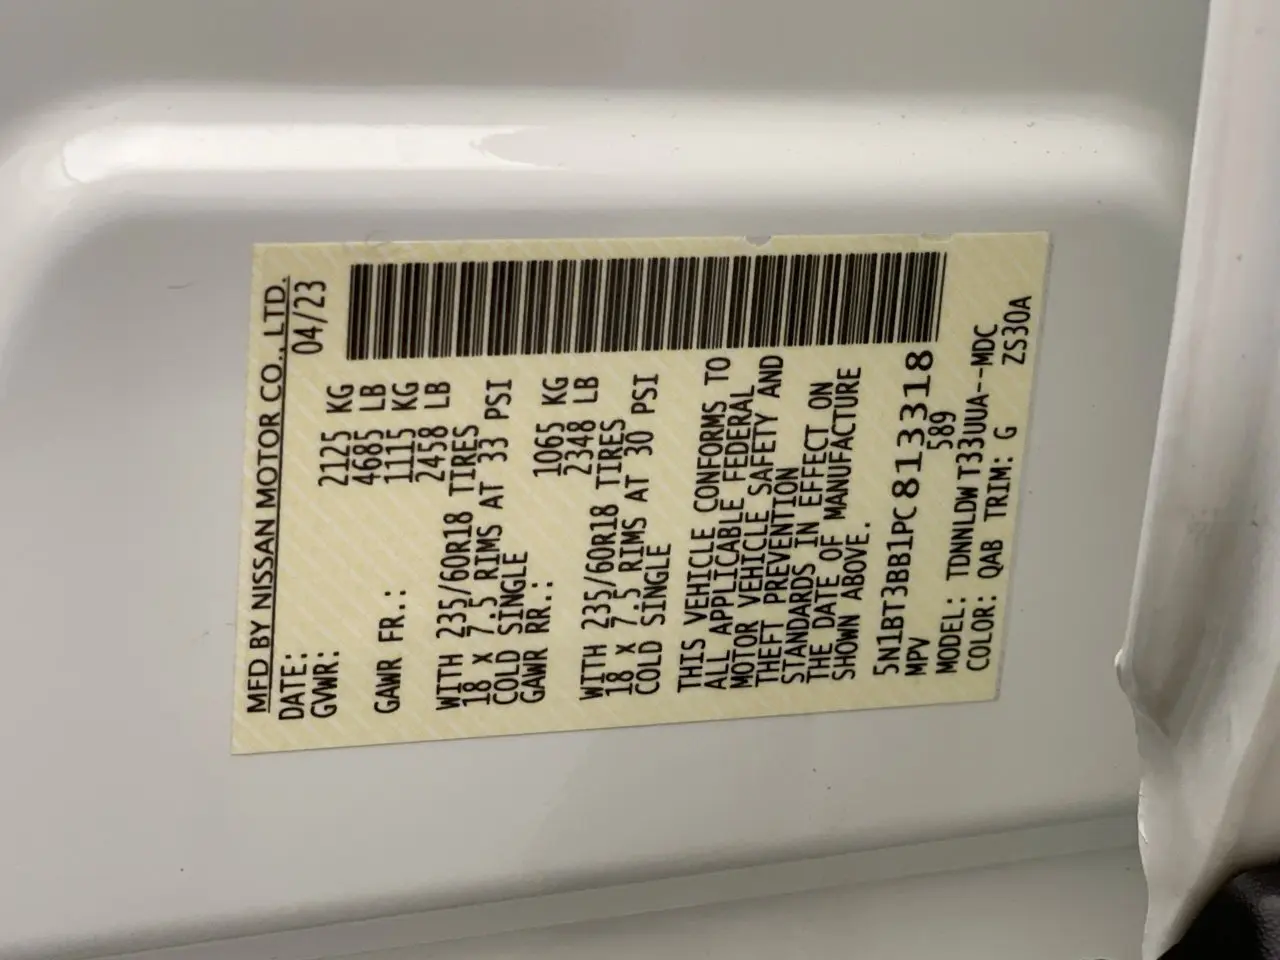 MFD BY NISSAN MOTOR CO., LTD.
DATE: 04/23
GVWR: 2125 KG
4685 LB
GAWR FR.: 1115 KG
2458 LB
WITH 235/60R18 TIRES
18 X 7.5 RIMS AT 33 PSI
COLD SINGLE
GAWR RR.: 1065 KG
2348 LB
WITH 235/60R18 TIRES
18 X 7.5 RIMS AT 30 PSI
COLD SINGLE
THIS VEHICLE CONFORMS TO
ALL APPLICABLE FEDERAL
MOTOR VEHICLE SAFETY AND
THEFT PREVENTION
STANDARDS IN EFFECT ON
THE DATE OF MANUFACTURE
SHOWN ABOVE.
5N1BT3BB1PC813318
MPV 589
MODEL: TDNNLDWT33UUA--MDC
COLOR: QAB TRIM: G ZS30A